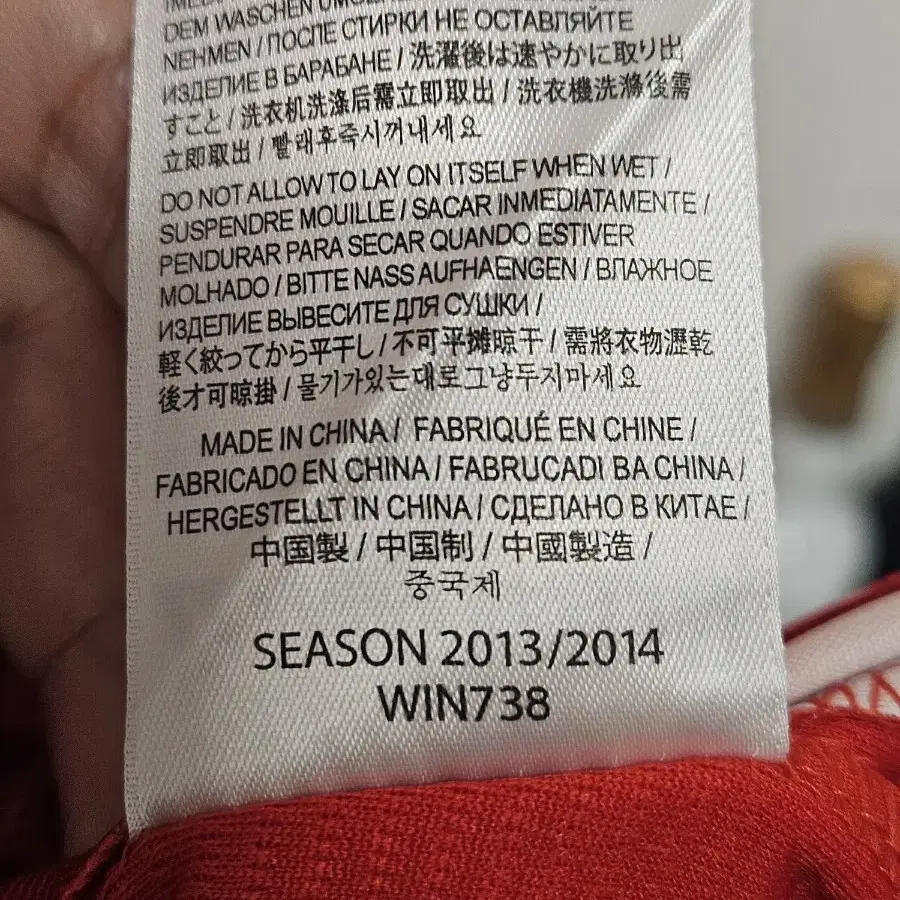 DEM WASCHEN
NEHMEN / ПОСЛЕ СТИРКИ НЕ ОСТАВЛЯЙТЕ
ИЗДЕЛИЕ В БАРАБАНЕ / 洗濯後は速やかに取り出
すこと / 洗衣机洗涤后需立即取出 / 洗衣機洗滌後需
立即取出 / 빨래후즉시꺼내세요
DO NOT ALLOW TO LAY ON ITSELF WHEN WET /
SUSPENDRE MOUILLE / SACAR INMEDIATAMENTE /
PENDURAR PARA SECAR QUANDO ESTIVER
MOLHADO / BITTE NASS AUFHAENGEN / ВЛАЖНОЕ
ИЗДЕЛИЕ ВЫВЕСИТЕ ДЛЯ СУШКИ /
軽く絞ってから平干し / 不可平摊晾干 / 需將衣物瀝乾
後才可晾掛 / 물기가있는대로그냥두지마세요
MADE IN CHINA / FABRIQUÉ EN CHINE /
FABRICADO EN CHINA / FABRUCADI BA CHINA /
HERGESTELLT IN CHINA / СДЕЛАНО В КИТАЕ /
中国製 / 中国制 / 中國製造 /
중국제
SEASON 2013/2014
WIN738